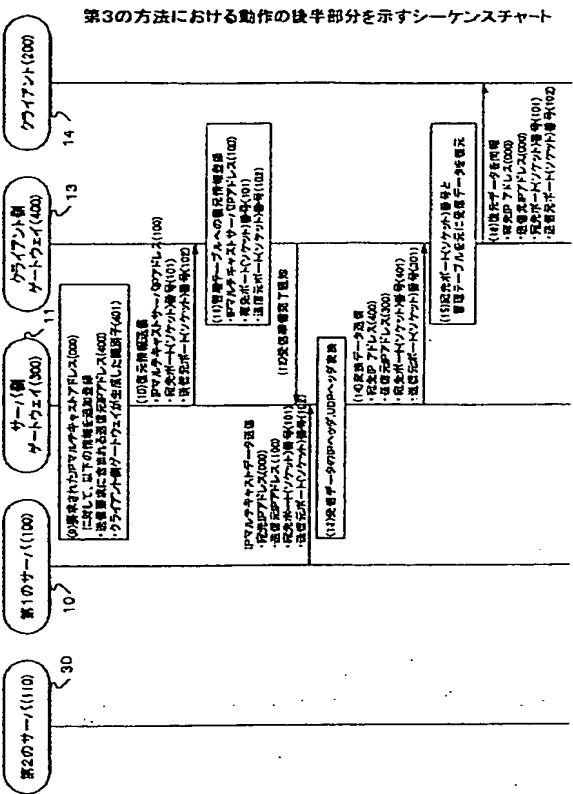 第3の方法における動作の後半部分を示すシーケンスチャート
第2のサーバ(110)
30
第1のサーバ(100)
10
サーバ側
ゲートウェイ(300)
11
クライアント側
ゲートウェイ(400)
13
クライアント(200)
14
(9)要求されたIPマルチキャストアドレス(000)
に対して、以下の情報を追加登録
・送信要求に含まれる送信元IPアドレス(400)
・クライアント側ゲートウェイが生成した識別子(401)
(10)復元情報送信
・IPマルチキャストサーバIPアドレス(100)
・宛先ポート(ソケット)番号(101)
・送信元ポート(ソケット)番号(102)
(11)管理テーブルへの復元情報登録
・IPマルチキャストサーバIPアドレス(100)
・宛先ポート(ソケット)番号(101)
・送信元ポート(ソケット)番号(102)
(12)受信準備完了通知
IPマルチキャストデータ送信
・宛先IPアドレス(000)
・送信元IPアドレス(100)
・宛先ポート(ソケット)番号(101)
・送信元ポート(ソケット)番号(102)
(13)受信データのIPヘッダ、UDPヘッダ変換
(14)変換データ送信
・宛先IPアドレス(400)
・送信元IPアドレス(300)
・宛先ポート(ソケット)番号(401)
・送信元ポート(ソケット)番号(301)
(15)宛先ポート(ソケット)番号と
管理テーブルを元に受信データを復元
(16)復元データを同報
・宛先IPアドレス(000)
・送信元IPアドレス(000)
・宛先ポート(ソケット)番号(101)
・送信元ポート(ソケット)番号(102)